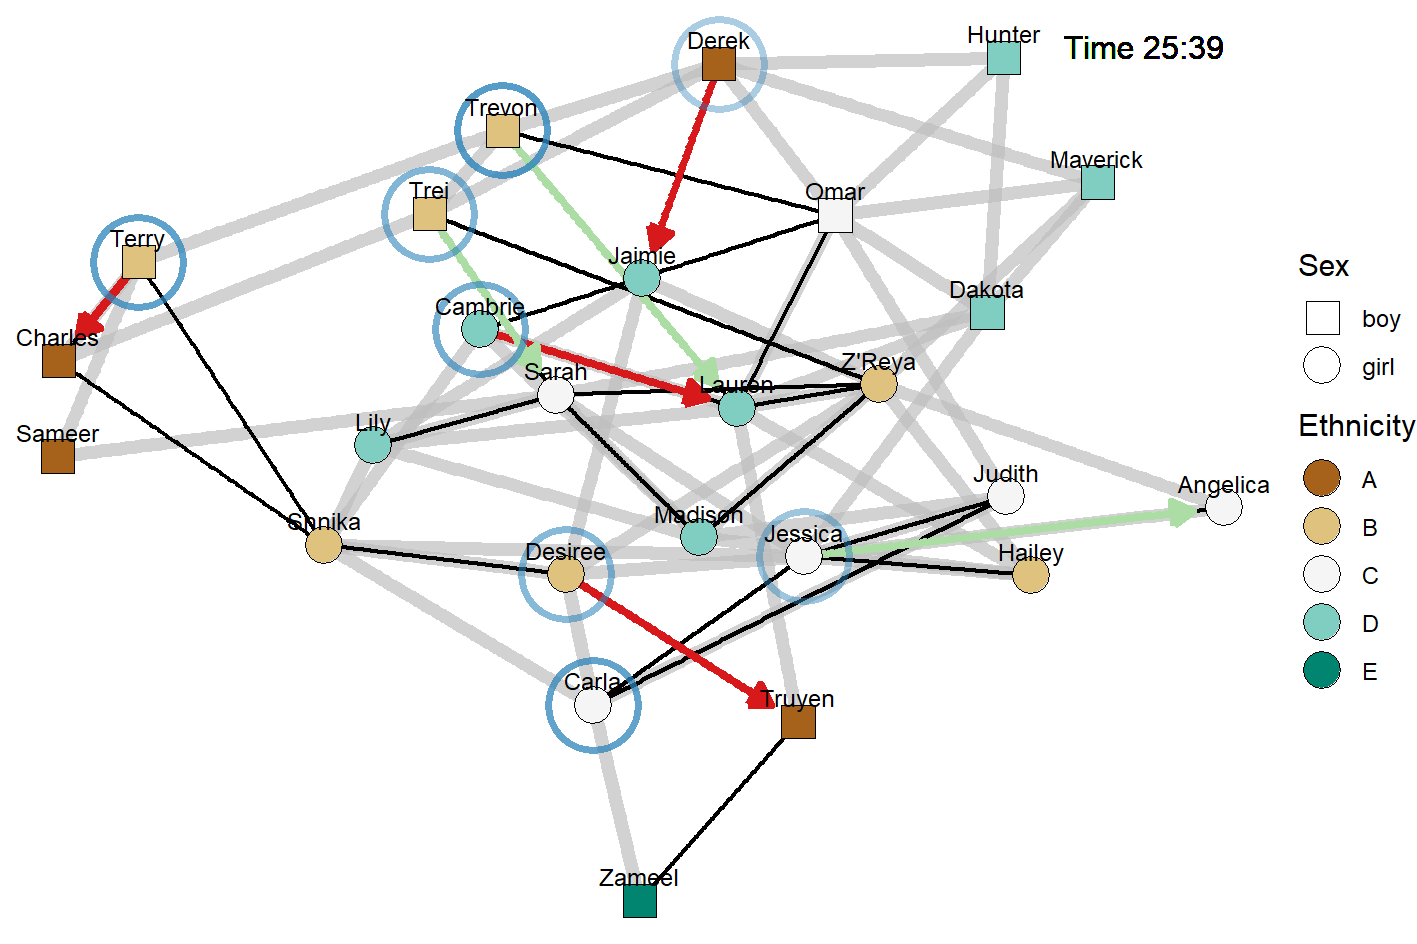 Hunter
Derek
Time 25:39
Trevon
Maverick
Trei
Omar
Terry
Jaimie
Sex
Dakota
Cambrie
boy
Charles
Z'Reya
girl
Sarah
Lauren
Lily
Ethnicity
Sameer
Judith
A
Angelica
Madison
Shnika
B
Jessica
Desiree
Hailey
C
D
E
Carla
Truyen
Zameel